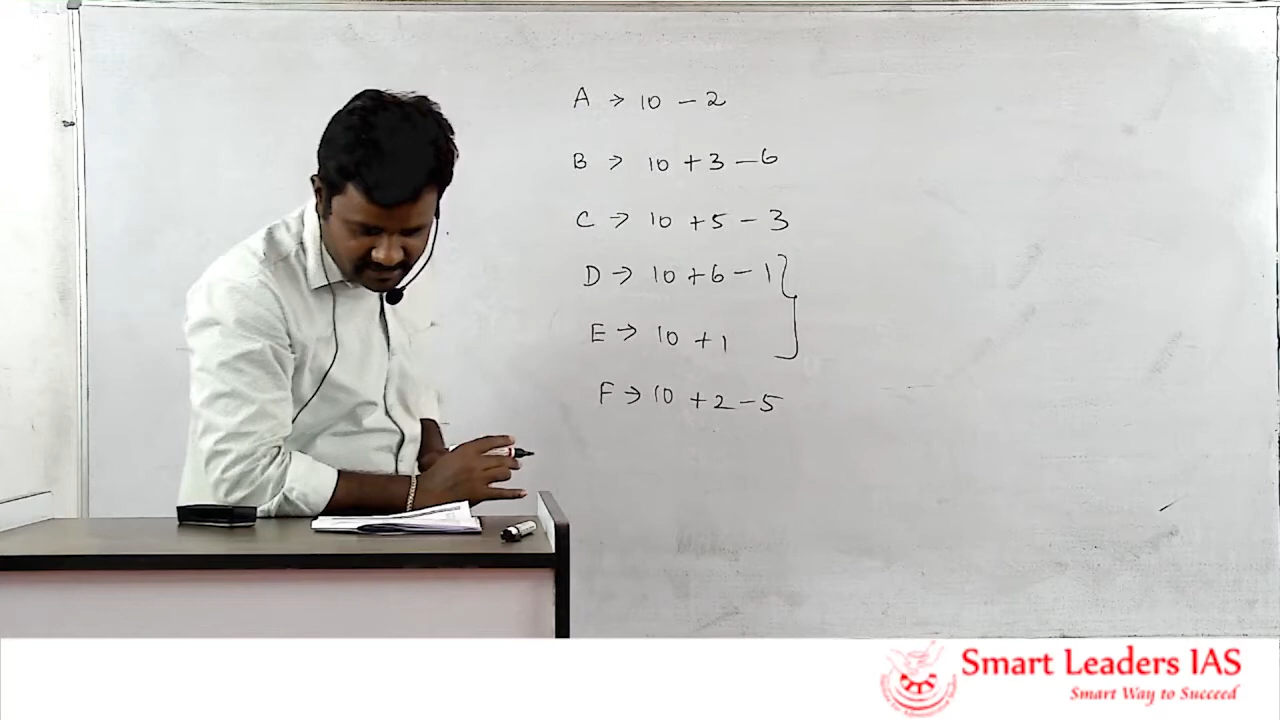 A → 10 - 2
B → 10 + 3 - 6
C → 10 + 5 - 3
D → 10 + 6 - 1
E → 10 + 1
F → 10 + 2 - 5
Smart Leaders IAS
Smart Way to Succeed